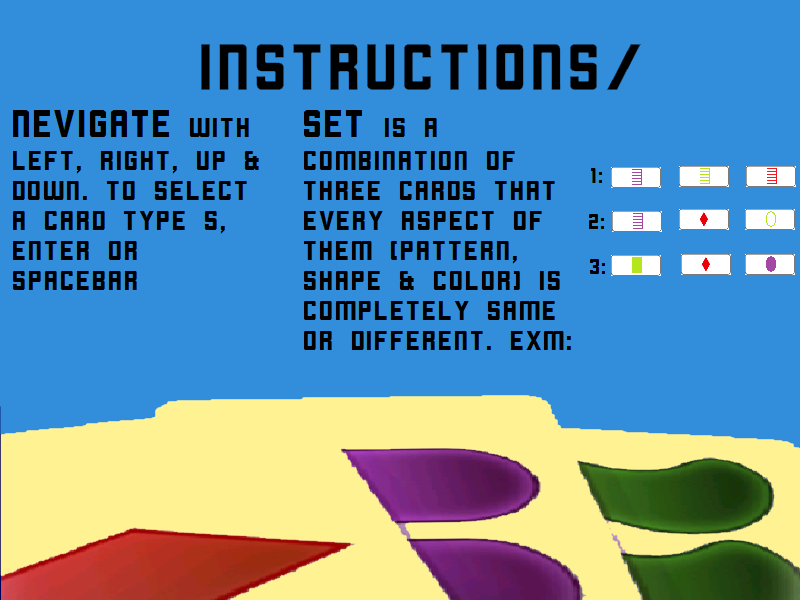 INSTRUCTIONS/
NEVIGATE WITH
LEFT, RIGHT, UP &
DOWN. TO SELECT
A CARD TYPE S,
ENTER OR
SPACEBAR
SET IS A
COMBINATION OF
THREE CARDS THAT
EVERY ASPECT OF
THEM (PATTERN,
SHAPE & COLOR) IS
COMPLETELY SAME
OR DIFFERENT. EXM:
1:
2:
3: